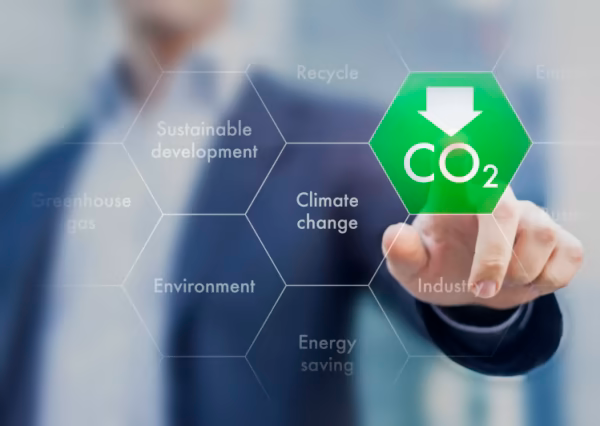 Recycle
Sustainable
development
CO2
Greenhouse
gas
Climate
change
Environment
Industry
Energy
saving